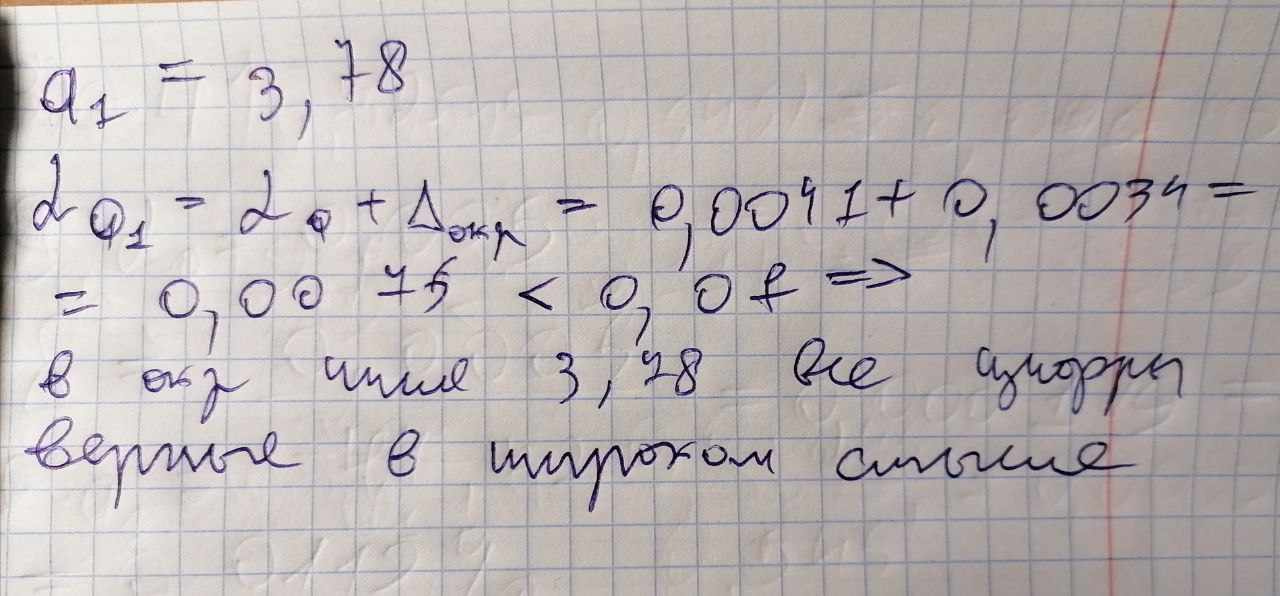 a₁ = 3,78
α a₁ = α a + Δокр = 0,0041 + 0,0034 =
= 0,0075 < 0,01 =>
в окр числе 3,78 все цифры
верные в широком смысле